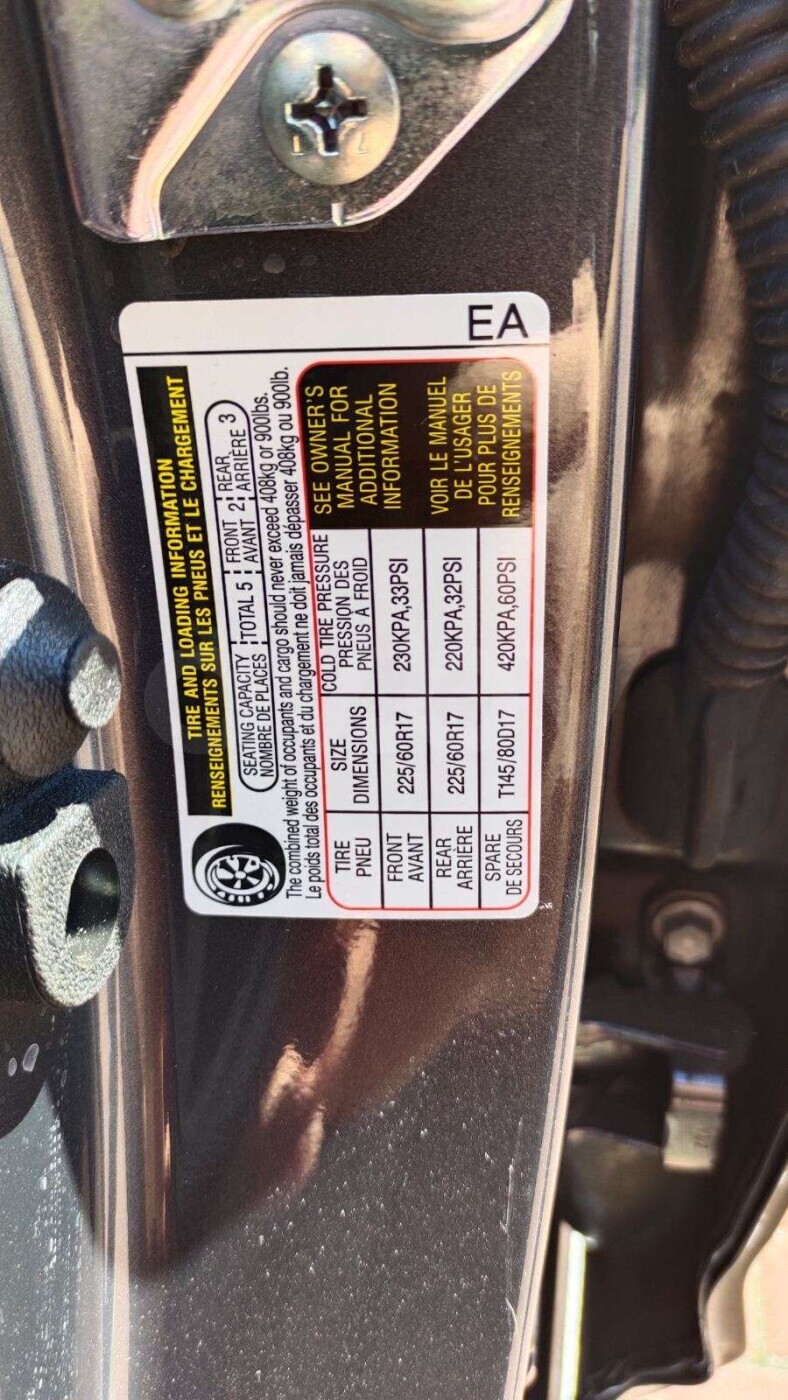 TIRE AND LOADING INFORMATION
RENSEIGNEMENTS SUR LES PNEUS ET LE CHARGEMENT
SEATING CAPACITY TOTAL 5 FRONT 2 REAR 3
NOMBRE DE PLACES AVANT ARRIÈRE
The combined weight of occupants and cargo should never exceed 408kg or 900lbs.
Le poids total des occupants et du chargement ne doit jamais dépasser 408kg ou 900lb.
TIRE SIZE COLD TIRE PRESSURE
PNEU DIMENSIONS PRESSION DES
PNEUS À FROID
FRONT 225/60R17 230KPA,33PSI
AVANT
REAR 225/60R17 220KPA,32PSI
ARRIÈRE
SPARE T145/80D17 420KPA,60PSI
DE SECOURS
SEE OWNER'S
MANUAL FOR
ADDITIONAL
INFORMATION
VOIR LE MANUEL
DE L'USAGER
POUR PLUS DE
RENSEIGNEMENTS
EA